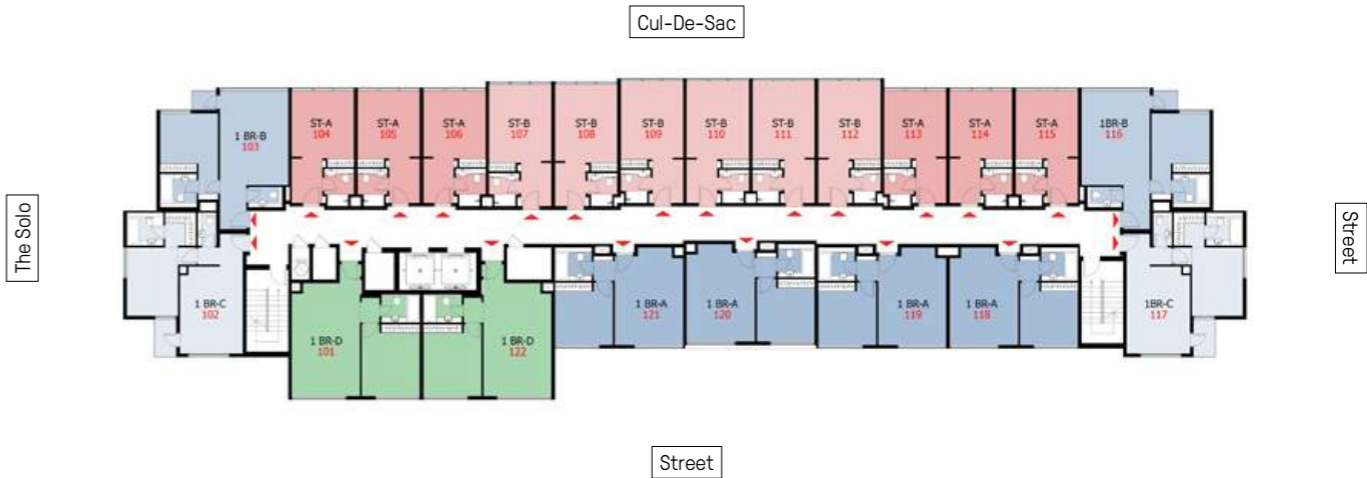 Cul-De-Sac
1 BR-B
103
ST-A
104
ST-A
105
ST-A
106
ST-B
107
ST-B
108
ST-B
109
ST-B
110
ST-B
111
ST-B
112
ST-A
113
ST-A
114
ST-A
115
1BR-B
116
The Solo
Street
1 BR-C
102
1 BR-D
101
1 BR-D
122
1 BR-A
121
1 BR-A
120
1 BR-A
119
1 BR-A
118
1BR-C
117
Street